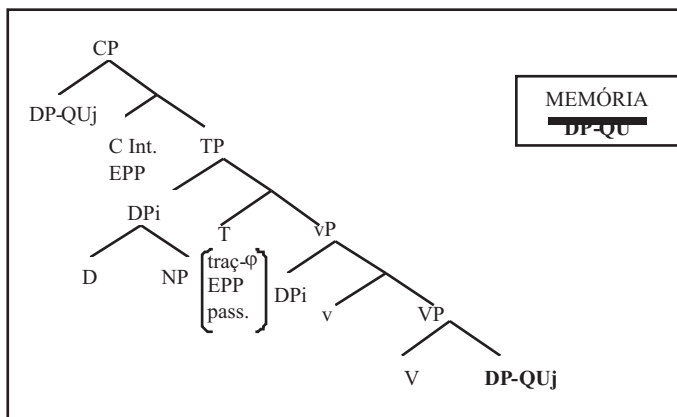 CP
MEMÓRIA
DP-QU
DP-QUj
C Int.
EPP
TP
DPi
T
vP
D
NP
traç-φ
EPP
pass.
DPi
v
VP
V
DP-QUj